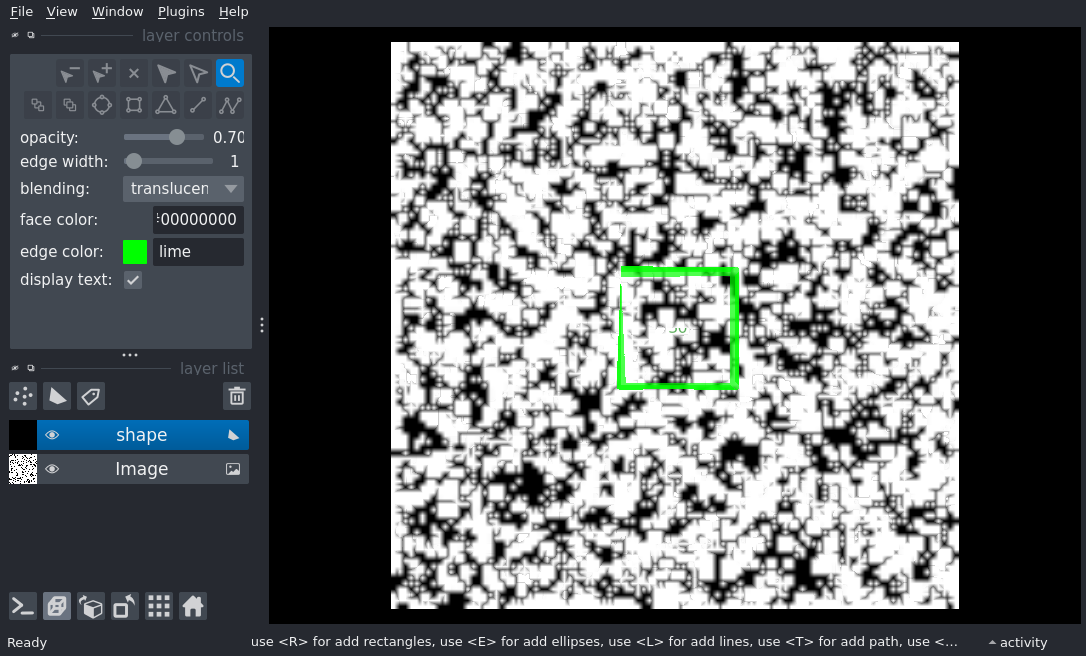 File View Window Plugins Help
layer controls
opacity: 0.70
edge width: 1
blending: translucen
face color: 00000000
edge color: lime
display text:
layer list
shape
Image
Ready
use <R> for add rectangles, use <E> for add ellipses, use <L> for add lines, use <T> for add path, use <...
activity